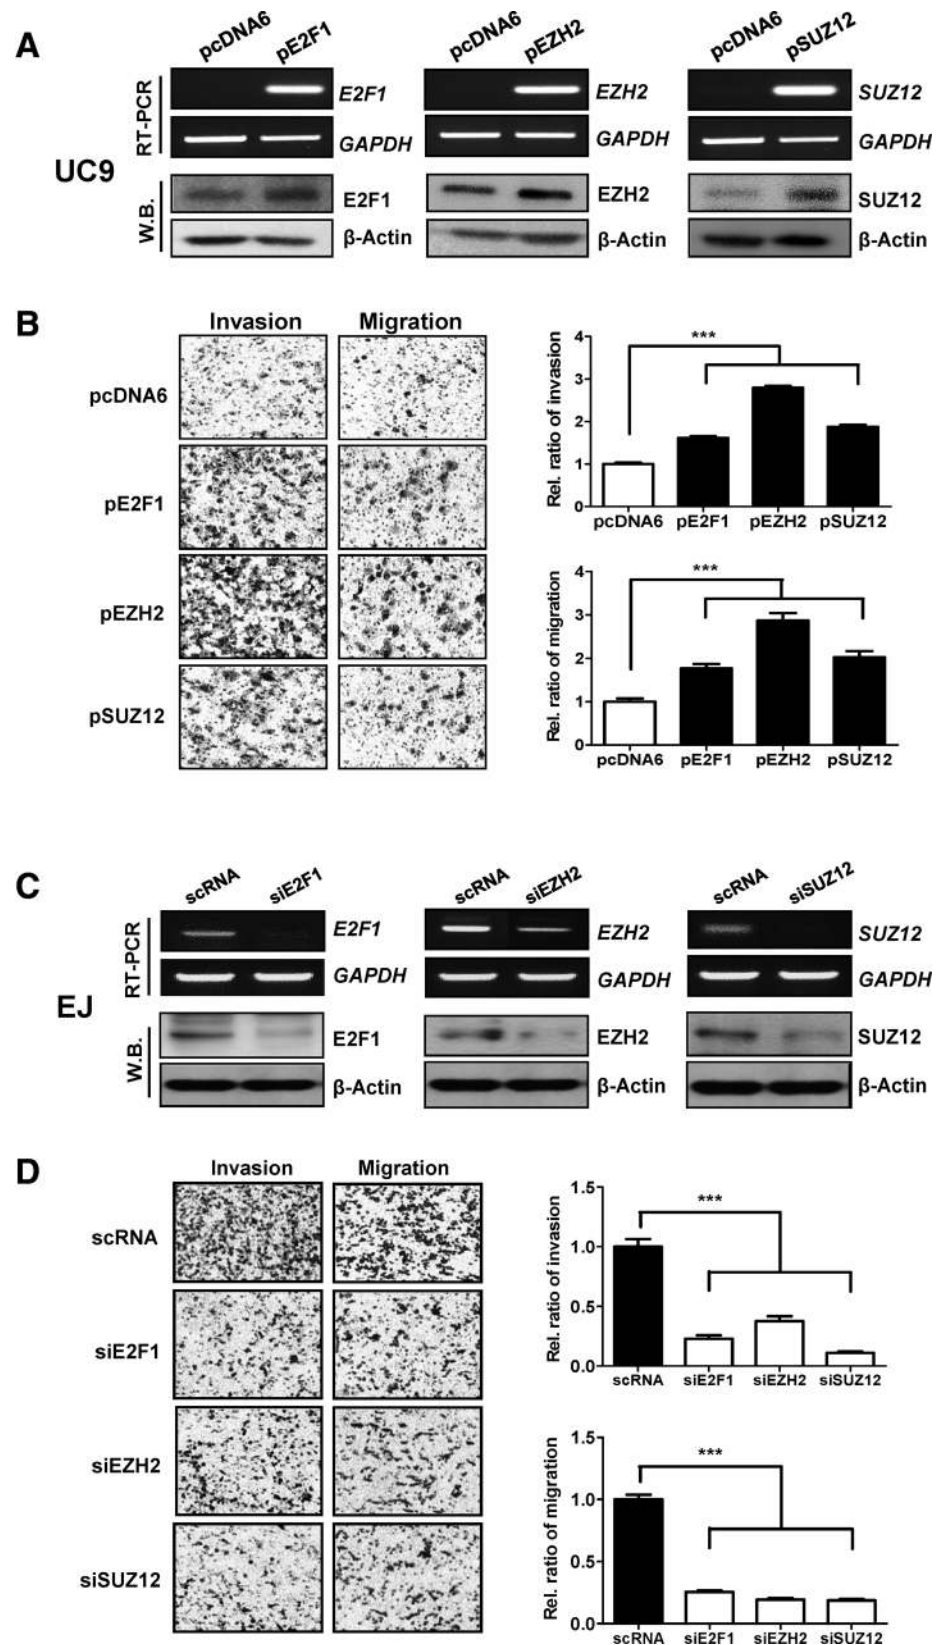 A
pcDNA6 pE2F1 pcDNA6 pEZH2 pcDNA6 pSUZ12
RT-PCR
E2F1 EZH2 SUZ12
GAPDH GAPDH GAPDH
UC9
W.B.
E2F1 EZH2 SUZ12
β-Actin β-Actin β-Actin
B
Invasion Migration
pcDNA6
pE2F1
pEZH2
pSUZ12
Rel. ratio of invasion
4
3
2
1
0
***
pcDNA6 pE2F1 pEZH2 pSUZ12
Rel. ratio of migration
4
3
2
1
0
***
pcDNA6 pE2F1 pEZH2 pSUZ12
C
scRNA siE2F1 scRNA siEZH2 scRNA siSUZ12
RT-PCR
E2F1 EZH2 SUZ12
GAPDH GAPDH GAPDH
EJ
W.B.
E2F1 EZH2 SUZ12
β-Actin β-Actin β-Actin
D
Invasion Migration
scRNA
siE2F1
siEZH2
siSUZ12
Rel. ratio of invasion
1.5
1.0
0.5
0.0
***
scRNA siE2F1 siEZH2 siSUZ12
Rel. ratio of migration
1.5
1.0
0.5
0.0
***
scRNA siE2F1 siEZH2 siSUZ12